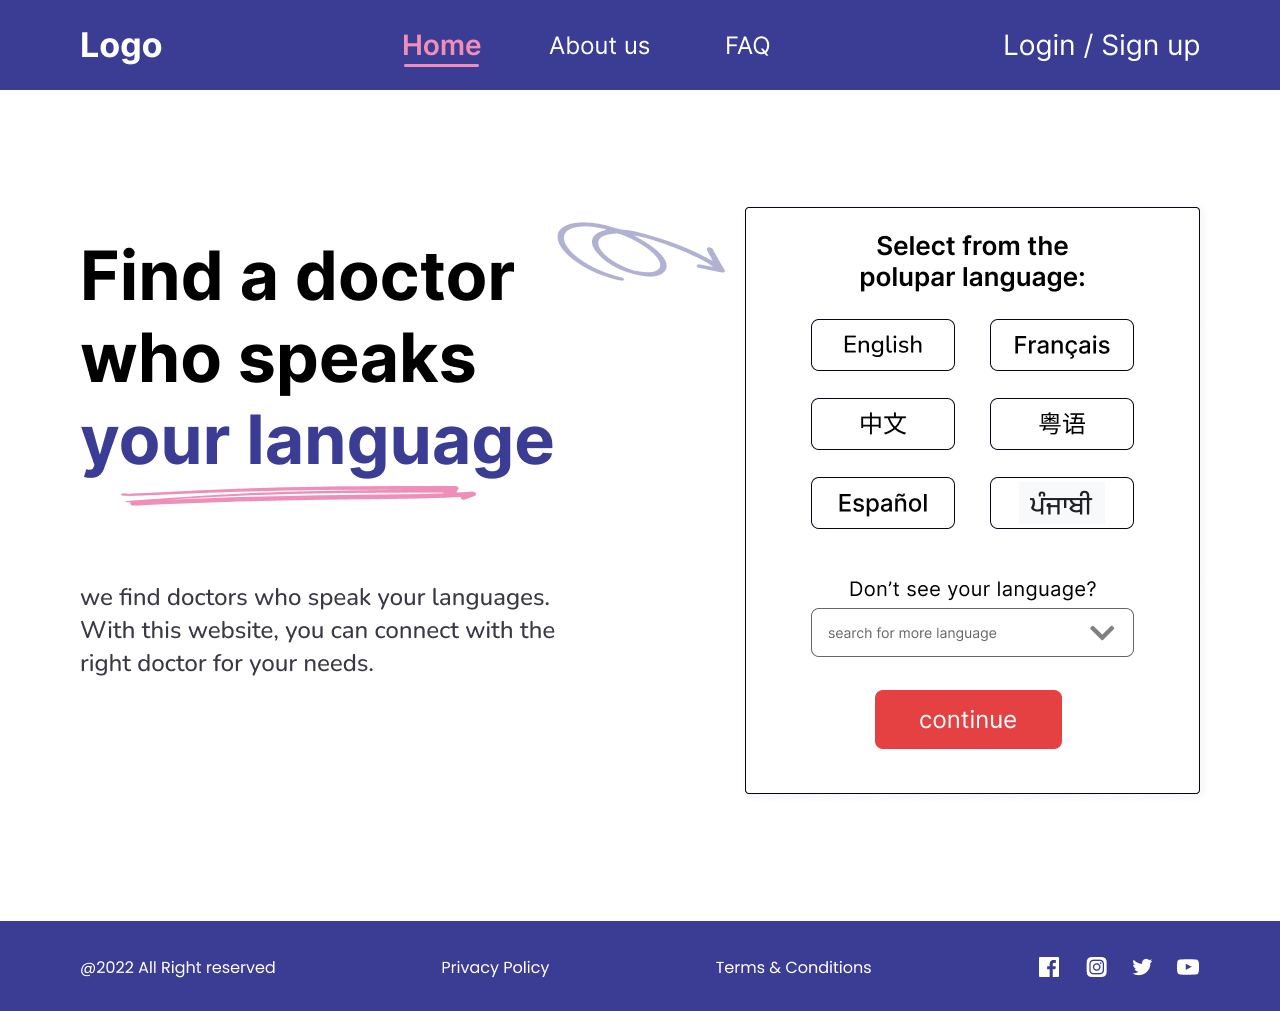 Logo
Home
About us
FAQ
Login / Sign up
Find a doctor
who speaks
your language
we find doctors who speak your languages.
With this website, you can connect with the
right doctor for your needs.
Select from the
polupar language:
English
Français
中文
粤语
Español
ਪੰਜਾਬੀ
Don’t see your language?
search for more language
continue
@2022 All Right reserved
Privacy Policy
Terms & Conditions